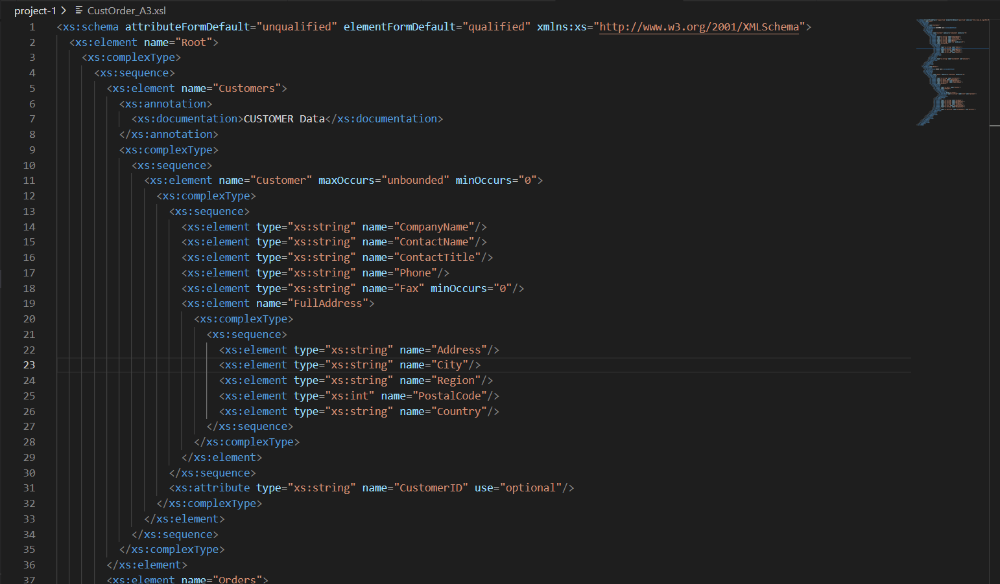 project-1 > CustOrder_A3.xsl
1 <xs:schema attributeFormDefault="unqualified" elementFormDefault="qualified" xmlns:xs="http://www.w3.org/2001/XMLSchema">
2 <xs:element name="Root">
3 <xs:complexType>
4 <xs:sequence>
5 <xs:element name="Customers">
6 <xs:annotation>
7 <xs:documentation>CUSTOMER Data</xs:documentation>
8 </xs:annotation>
9 <xs:complexType>
10 <xs:sequence>
11 <xs:element name="Customer" maxOccurs="unbounded" minOccurs="0">
12 <xs:complexType>
13 <xs:sequence>
14 <xs:element type="xs:string" name="CompanyName"/>
15 <xs:element type="xs:string" name="ContactName"/>
16 <xs:element type="xs:string" name="ContactTitle"/>
17 <xs:element type="xs:string" name="Phone"/>
18 <xs:element type="xs:string" name="Fax" minOccurs="0"/>
19 <xs:element name="FullAddress">
20 <xs:complexType>
21 <xs:sequence>
22 <xs:element type="xs:string" name="Address"/>
23 <xs:element type="xs:string" name="City"/>
24 <xs:element type="xs:string" name="Region"/>
25 <xs:element type="xs:int" name="PostalCode"/>
26 <xs:element type="xs:string" name="Country"/>
27 </xs:sequence>
28 </xs:complexType>
29 </xs:element>
30 </xs:sequence>
31 <xs:attribute type="xs:string" name="CustomerID" use="optional"/>
32 </xs:complexType>
33 </xs:element>
34 </xs:sequence>
35 </xs:complexType>
36 </xs:element>
37 <xs:element name="Orders">